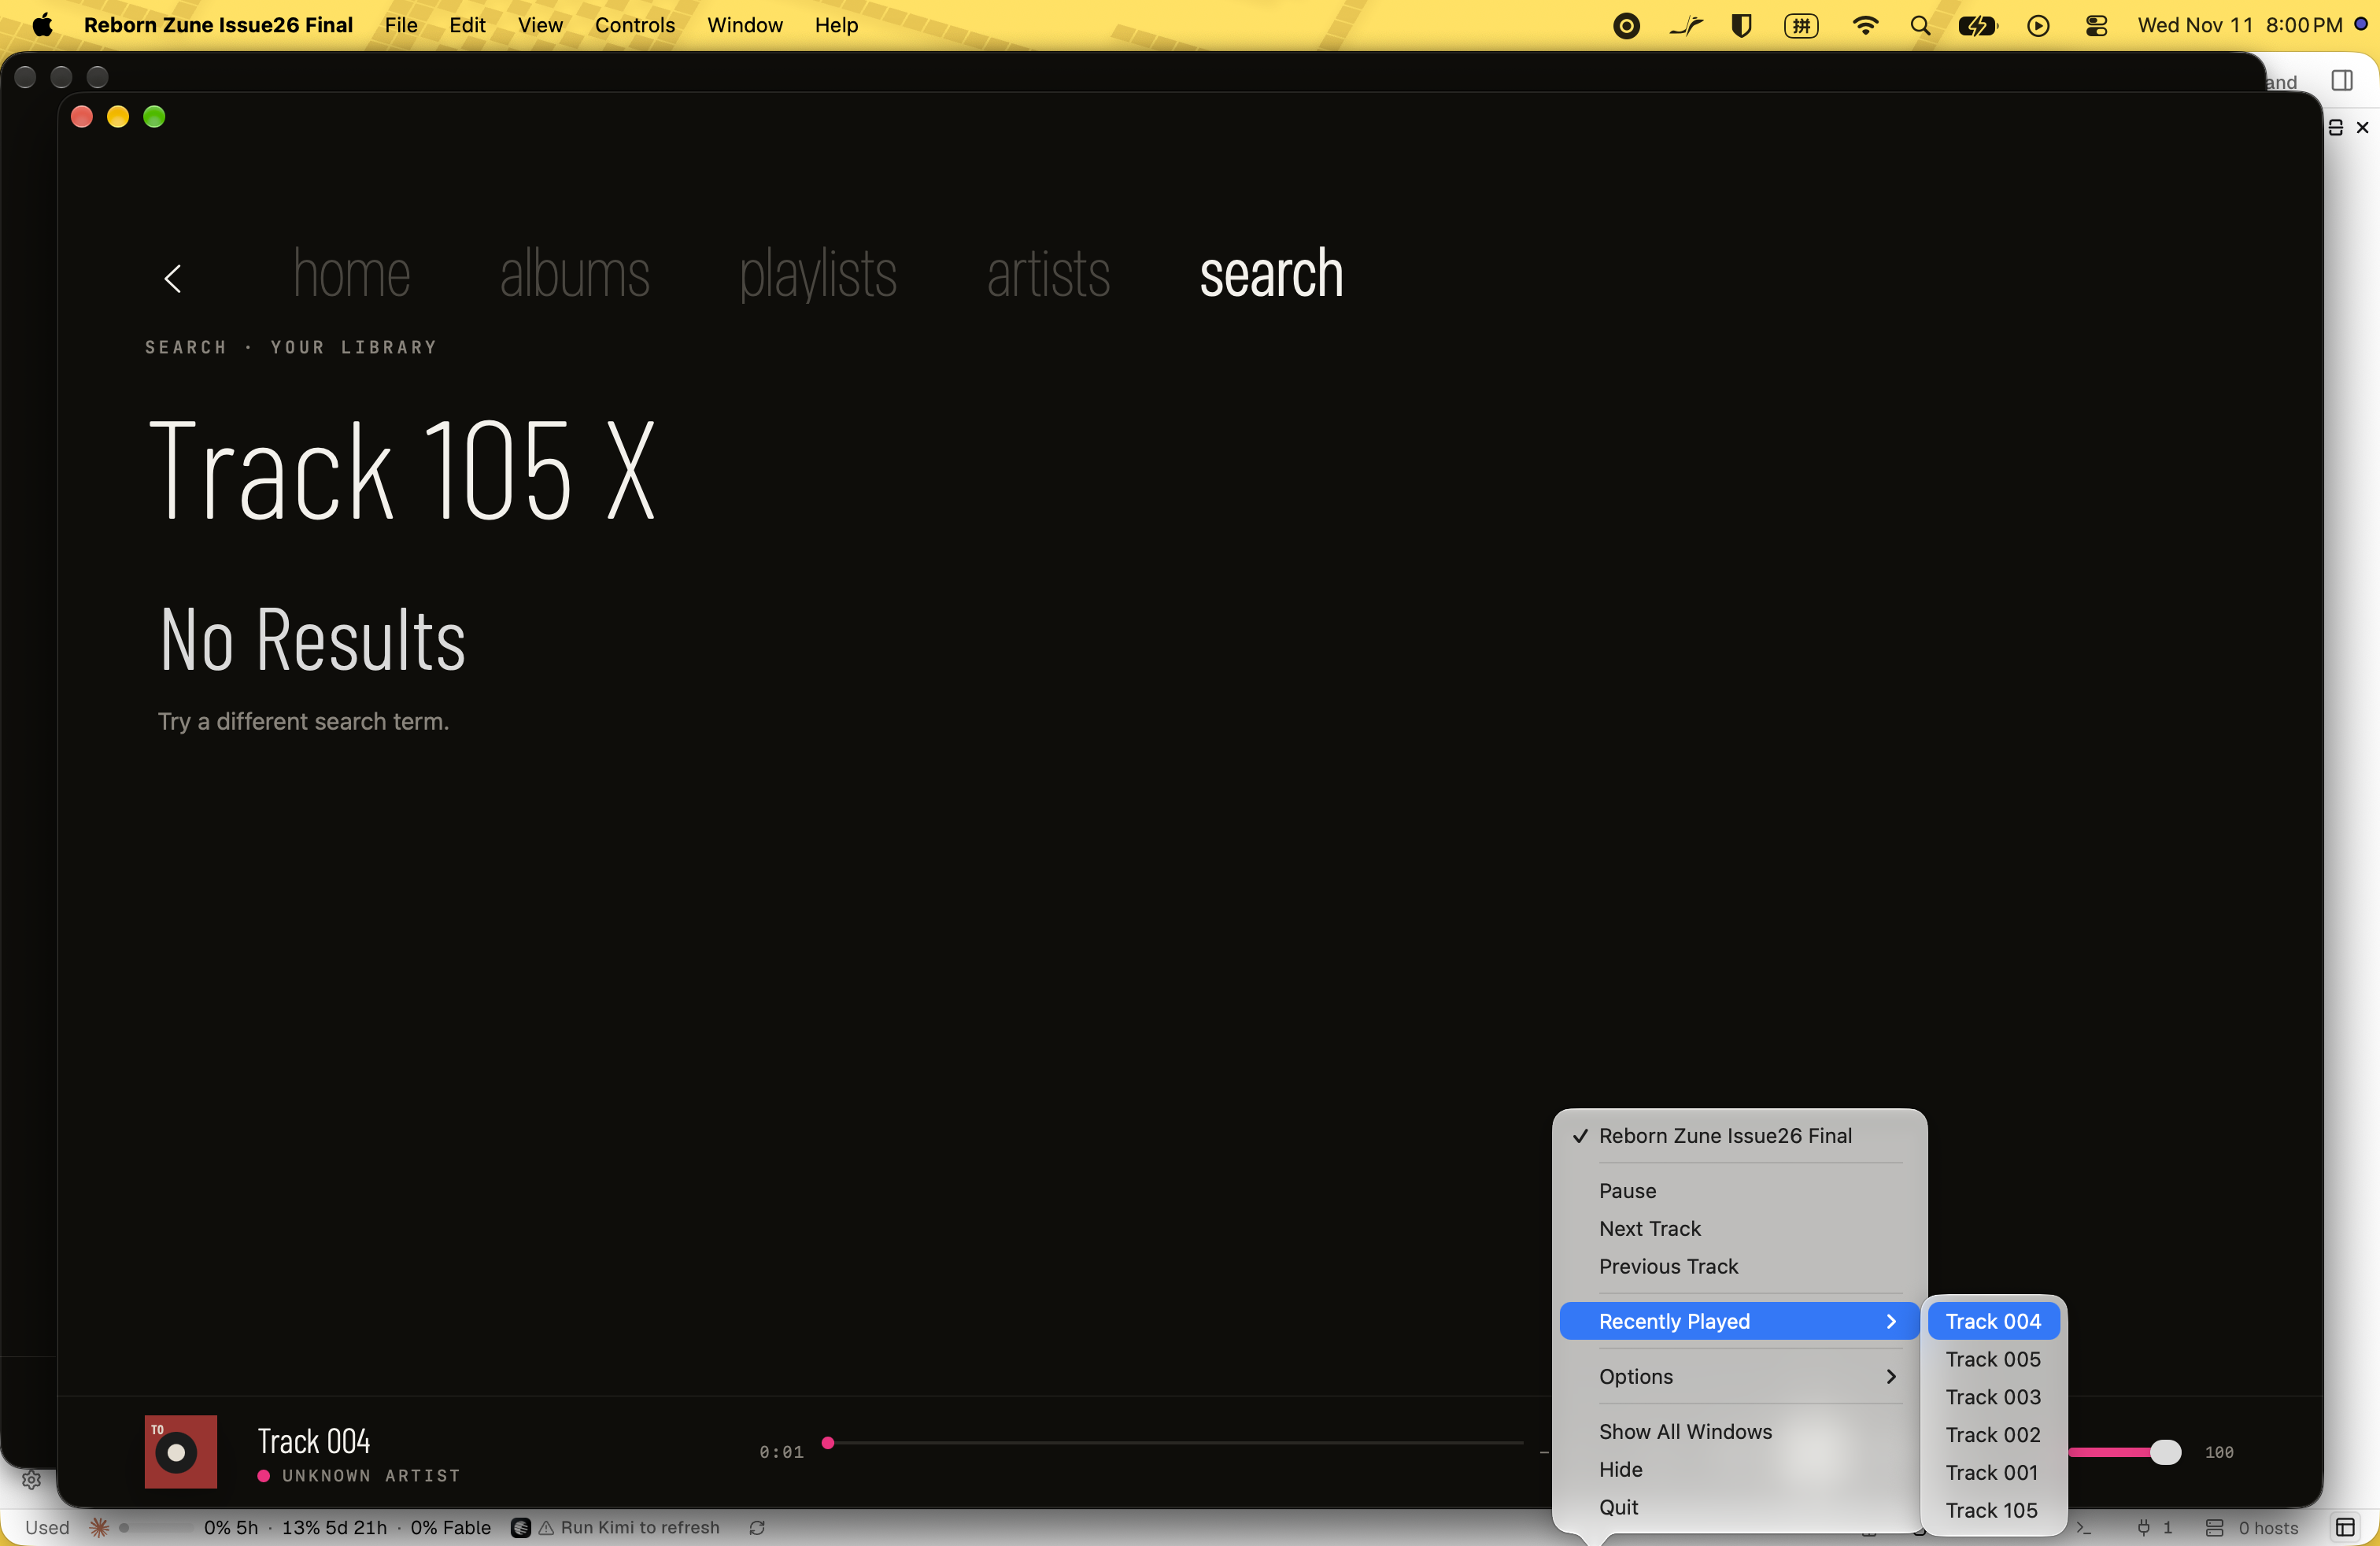 Reborn Zune Issue26 Final File Edit View Controls Window Help
拼 Wed Nov 11 8:00 PM
and
home albums playlists artists search
SEARCH · YOUR LIBRARY
Track 105 X
No Results
Try a different search term.
✓ Reborn Zune Issue26 Final
Pause
Next Track
Previous Track
Recently Played
Options
Show All Windows
Hide
Quit
Track 004
Track 005
Track 003
Track 002
Track 001
Track 105
TO
Track 004
UNKNOWN ARTIST
0:01
100
Used 0% 5h · 13% 5d 21h · 0% Fable Run Kimi to refresh
1 0 hosts